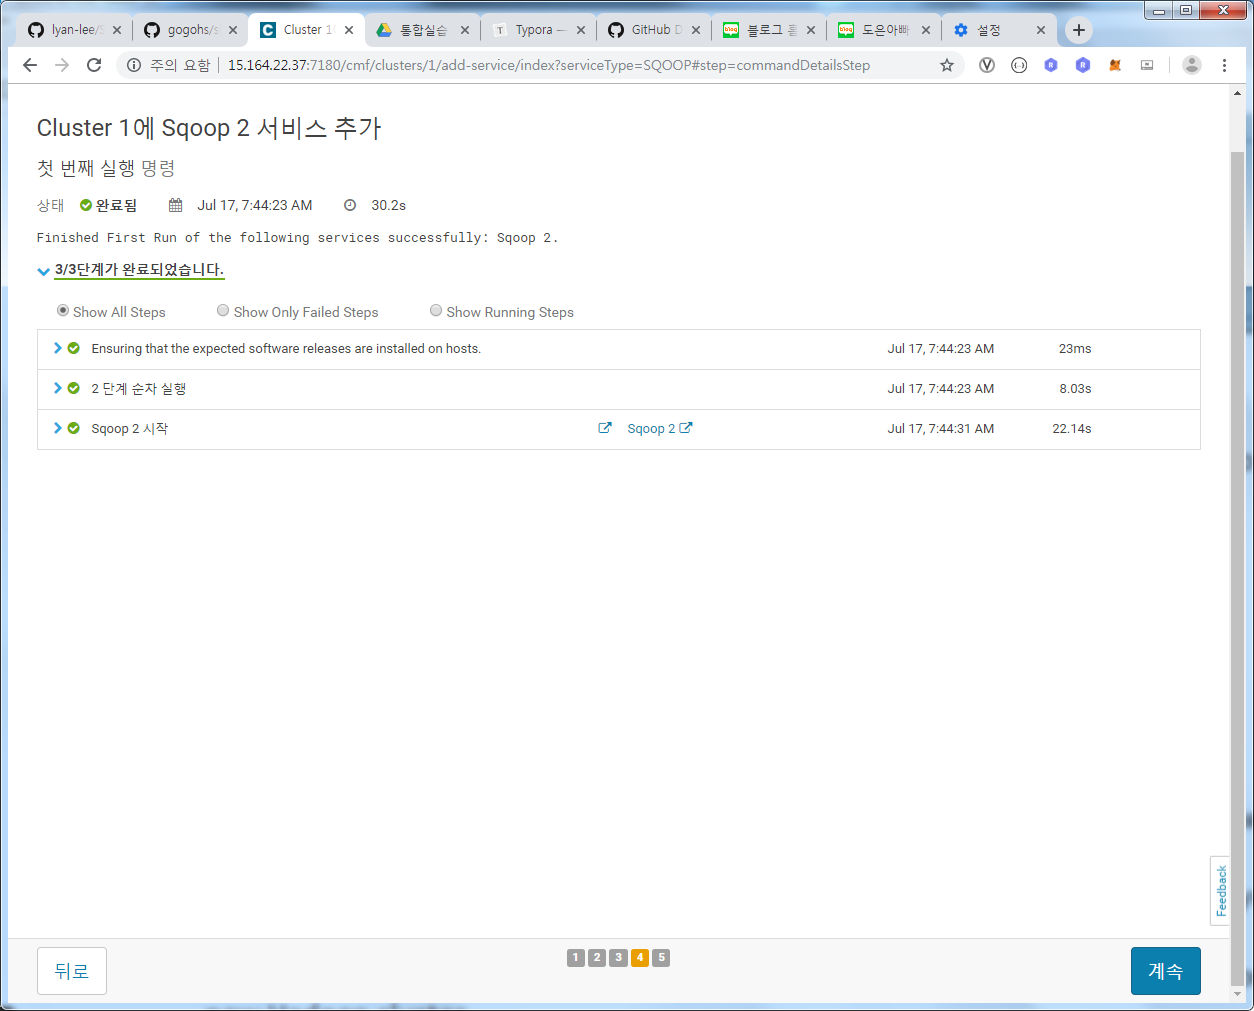 lyan-lee/S
gogohs/s
Cluster 1
통합실습
Typora —
GitHub D
블로그 홈
도은아빠
설정
주의 요함 | 15.164.22.37:7180/cmf/clusters/1/add-service/index?serviceType=SQOOP#step=commandDetailsStep
Cluster 1에 Sqoop 2 서비스 추가
첫 번째 실행 명령
상태 완료됨 Jul 17, 7:44:23 AM 30.2s
Finished First Run of the following services successfully: Sqoop 2.
3/3단계가 완료되었습니다.
Show All Steps Show Only Failed Steps Show Running Steps
Ensuring that the expected software releases are installed on hosts. Jul 17, 7:44:23 AM 23ms
2 단계 순차 실행 Jul 17, 7:44:23 AM 8.03s
Sqoop 2 시작 Sqoop 2 Jul 17, 7:44:31 AM 22.14s
Feedback
뒤로 1 2 3 4 5 계속